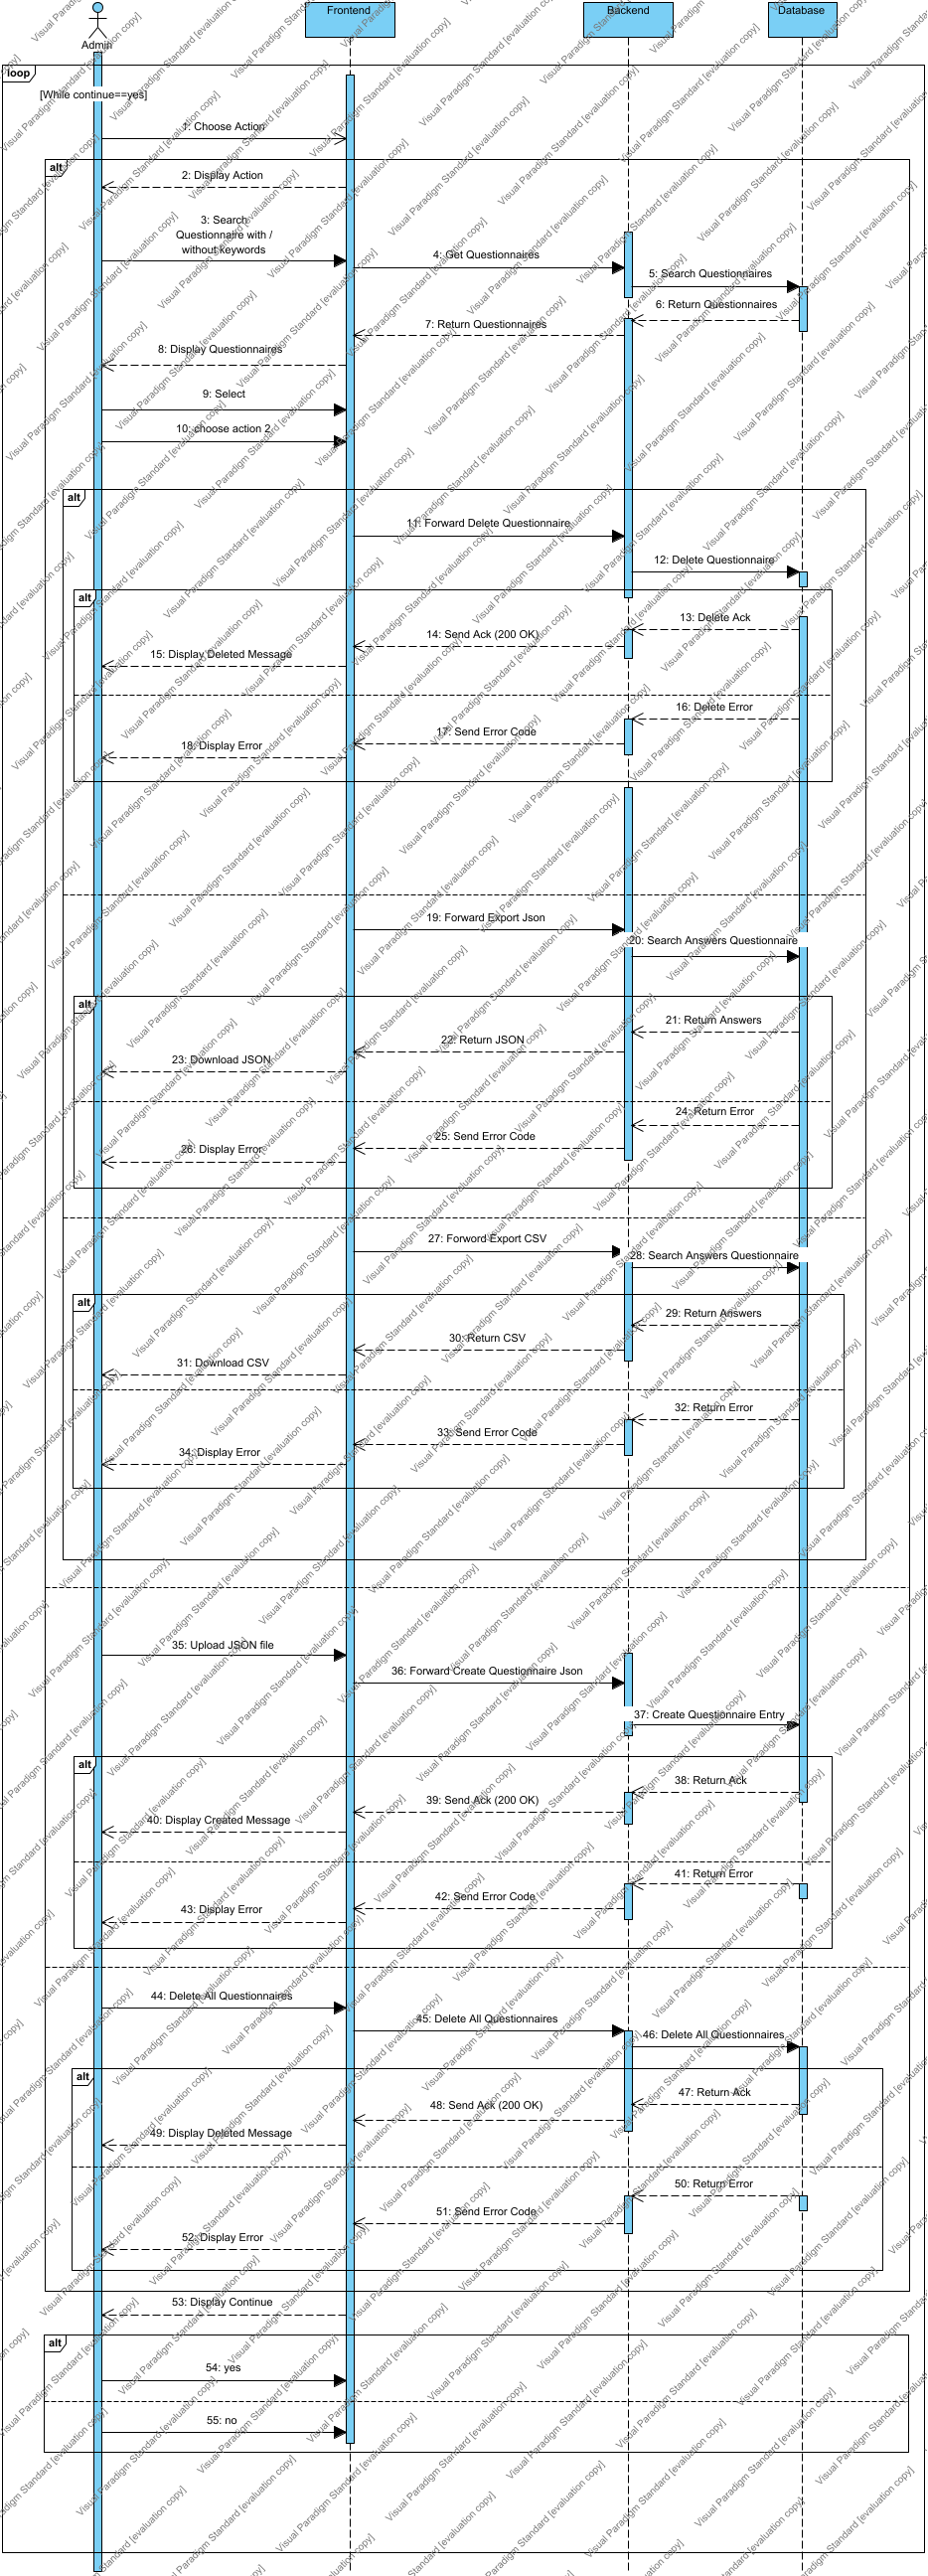 Admin
Frontend
Backend
Database
loop
[While continue==yes]
1: Choose Action
alt
2: Display Action
3: Search
Questionnaire with /
without keywords
4: Get Questionnaires
5: Search Questionnaires
6: Return Questionnaires
7: Return Questionnaires
8: Display Questionnaires
9: Select
10: choose action 2
alt
11: Forward Delete Questionnaire
12: Delete Questionnaire
alt
13: Delete Ack
14: Send Ack (200 OK)
15: Display Deleted Message
16: Delete Error
17: Send Error Code
18: Display Error
19: Forward Export Json
20: Search Answers Questionnaire
alt
21: Return Answers
22: Return JSON
23: Download JSON
24: Return Error
25: Send Error Code
26: Display Error
27: Forword Export CSV
28: Search Answers Questionnaire
alt
29: Return Answers
30: Return CSV
31: Download CSV
32: Return Error
33: Send Error Code
34: Display Error
35: Upload JSON file
36: Forward Create Questionnaire Json
37: Create Questionnaire Entry
alt
38: Return Ack
39: Send Ack (200 OK)
40: Display Created Message
41: Return Error
42: Send Error Code
43: Display Error
44: Delete All Questionnaires
45: Delete All Questionnaires
46: Delete All Questionnaires
alt
47: Return Ack
48: Send Ack (200 OK)
49: Display Deleted Message
50: Return Error
51: Send Error Code
52: Display Error
53: Display Continue
alt
54: yes
55: no
Visual Paradigm Standard [evaluation copy]